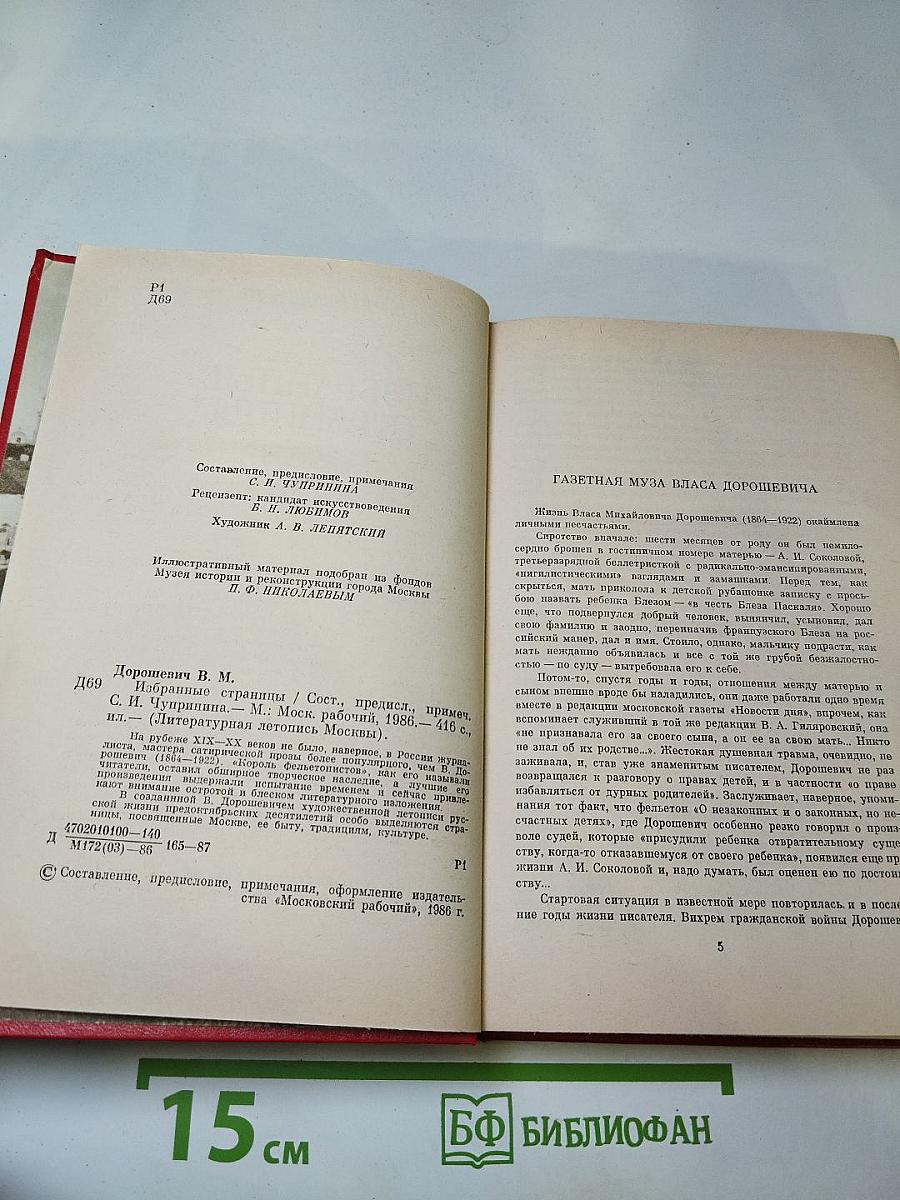 Р1
Д69
Составление, предисловие, примечания
С. И. ЧУПРИНИНА
Рецензент: кандидат искусствоведения
Б. Н. ЛЮБИМОВ
Художник А. В. ЛЕПЯТСКИЙ
Иллюстративный материал подобран из фондов
Музея истории и реконструкции города Москвы
П. Ф. НИКОЛАЕВЫМ
Дорошевич В. М.
Д69 Избранные страницы / Сост., предисл., примеч.
С. И. Чупринина.— М.: Моск. рабочий, 1986.— 416 с.,
ил.— (Литературная летопись Москвы).
На рубеже XIX—XX веков не было, наверное, в России журна-
листа, мастера сатирической прозы более популярного, чем В. До-
рошевич (1864—1922). «Король фельетонистов», как его называли
читатели, оставил обширное творческое наследие, а лучшие его
произведения выдержали испытание временем и сейчас привле-
кают внимание остротой и блеском литературного изложения.
В созданной В. Дорошевичем художественной летописи рус-
ской жизни предоктябрьских десятилетий особо выделяются стра-
ницы, посвященные Москве, ее быту, традициям, культуре.
4702010100—140
Д 165—87
М172(03)—86
Р1
© Составление, предисловие, примечания, оформление издатель-
ства «Московский рабочий», 1986 г.
ГАЗЕТНАЯ МУЗА ВЛАСА ДОРОШЕВИЧА
Жизнь Власа Михайловича Дорошевича (1864—1922) окаймлена
личными несчастьями.
Сиротство вначале: шести месяцев от роду он был немило-
сердно брошен в гостиничном номере матерью — А. И. Соколовой,
третьеразрядной беллетристкой с радикально-эмансипированными,
«нигилистическими» взглядами и замашками. Перед тем, как
скрыться, мать приколола к детской рубашонке записку с прось-
бою назвать ребенка Блезом — «в честь Блеза Паскаля». Хорошо
еще, что подвернулся добрый человек, вынянчил, усыновил, дал
свою фамилию и заодно, переиначив французского Блеза на рос-
сийский манер, дал и имя. Стоило, однако, мальчику подрасти, как
мать нежданно объявилась и все с той же грубой безжалостно-
стью — по суду — вытребовала его к себе.
Потом-то, спустя годы и годы, отношения между матерью и
сыном внешне вроде бы наладились, они даже работали одно время
вместе в редакции московской газеты «Новости дня», впрочем, как
вспоминает служивший в той же редакции В. А. Гиляровский, она
«не признавала его за своего сына, а он ее за свою мать... Никто
не знал об их родстве...». Жестокая душевная травма, очевидно, не
заживала, и, став уже знаменитым писателем, Дорошевич не раз
возвращался к разговору о правах детей, и в частности «о праве
избавляться от дурных родителей». Заслуживает, наверное, упоми-
нания тот факт, что фельетон «О незаконных и о законных, но не-
счастных детях», где Дорошевич особенно резко говорил о произ-
воле судей, которые «присудили ребенка отвратительному суще
ству, когда-то отказавшемуся от своего ребенка», появился еще пр
жизни А. И. Соколовой и, надо думать, был оценен ею по достои
ству...
Стартовая ситуация в известной мере повторилась и в после
ние годы жизни писателя. Вихрем гражданской войны Дорошев
5
15 см
БФ БИБЛИОФАН